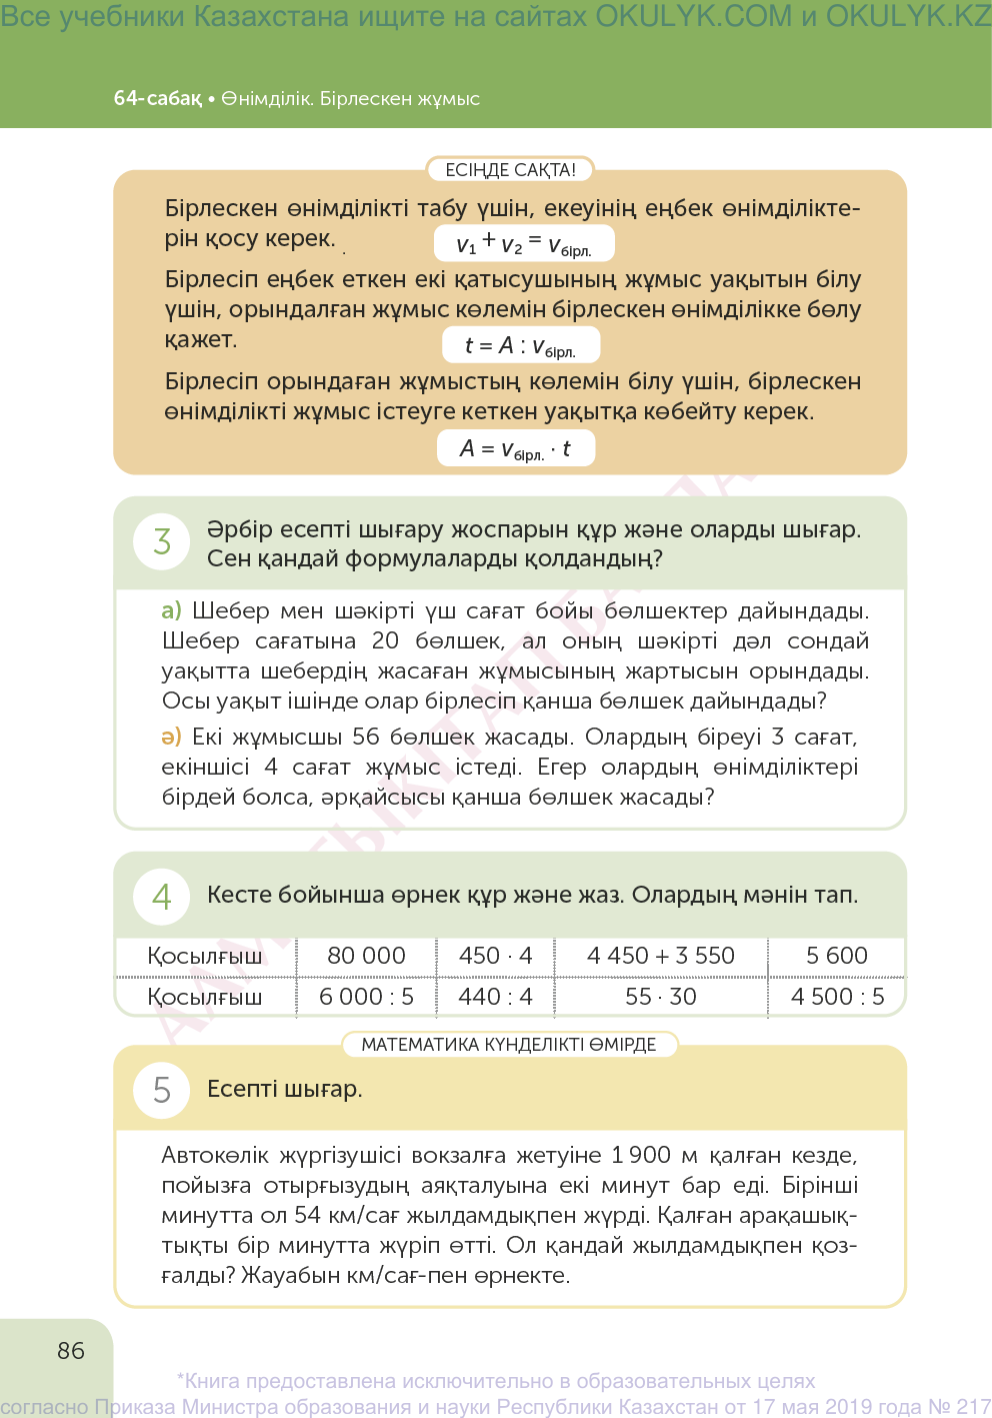 Все учебники Казахстана ищите на сайтах OKULYK.COM и OKULYK.KZ
64-сабақ • Өнімділік. Бірлескен жұмыс
ЕСІҢДЕ САҚТА!
Бірлескен өнімділікті табу үшін, екеуінің еңбек өнімділікте-
рін қосу керек.
v₁ + v₂ = vбірл.
Бірлесіп еңбек еткен екі қатысушының жұмыс уақытын білу
үшін, орындалған жұмыс көлемін бірлескен өнімділікке бөлу
қажет.
t = A : vбірл.
Бірлесіп орындаған жұмыстың көлемін білу үшін, бірлескен
өнімділікті жұмыс істеуге кеткен уақытқа көбейту керек.
A = vбірл. · t
3 Әрбір есепті шығару жоспарын құр және оларды шығар.
Сен қандай формулаларды қолдандың?
а) Шебер мен шәкірті үш сағат бойы бөлшектер дайындады.
Шебер сағатына 20 бөлшек, ал оның шәкірті дәл сондай
уақытта шебердің жасаған жұмысының жартысын орындады.
Осы уақыт ішінде олар бірлесіп қанша бөлшек дайындады?
ә) Екі жұмысшы 56 бөлшек жасады. Олардың біреуі 3 сағат,
екіншісі 4 сағат жұмыс істеді. Егер олардың өнімділіктері
бірдей болса, әрқайсысы қанша бөлшек жасады?
4 Кесте бойынша өрнек құр және жаз. Олардың мәнін тап.
Қосылғыш 80 000 450 · 4 4 450 + 3 550 5 600
Қосылғыш 6 000 : 5 440 : 4 55 · 30 4 500 : 5
МАТЕМАТИКА КҮНДЕЛІКТІ ӨМІРДЕ
5 Есепті шығар.
Автокөлік жүргізушісі вокзалға жетуіне 1 900 м қалған кезде,
пойызға отырғызудың аяқталуына екі минут бар еді. Бірінші
минутта ол 54 км/сағ жылдамдықпен жүрді. Қалған арақашық-
тықты бір минутта жүріп өтті. Ол қандай жылдамдықпен қоз-
ғалды? Жауабын км/сағ-пен өрнекте.
86
*Книга предоставлена исключительно в образовательных целях
согласно Приказа Министра образования и науки Республики Казахстан от 17 мая 2019 года № 217